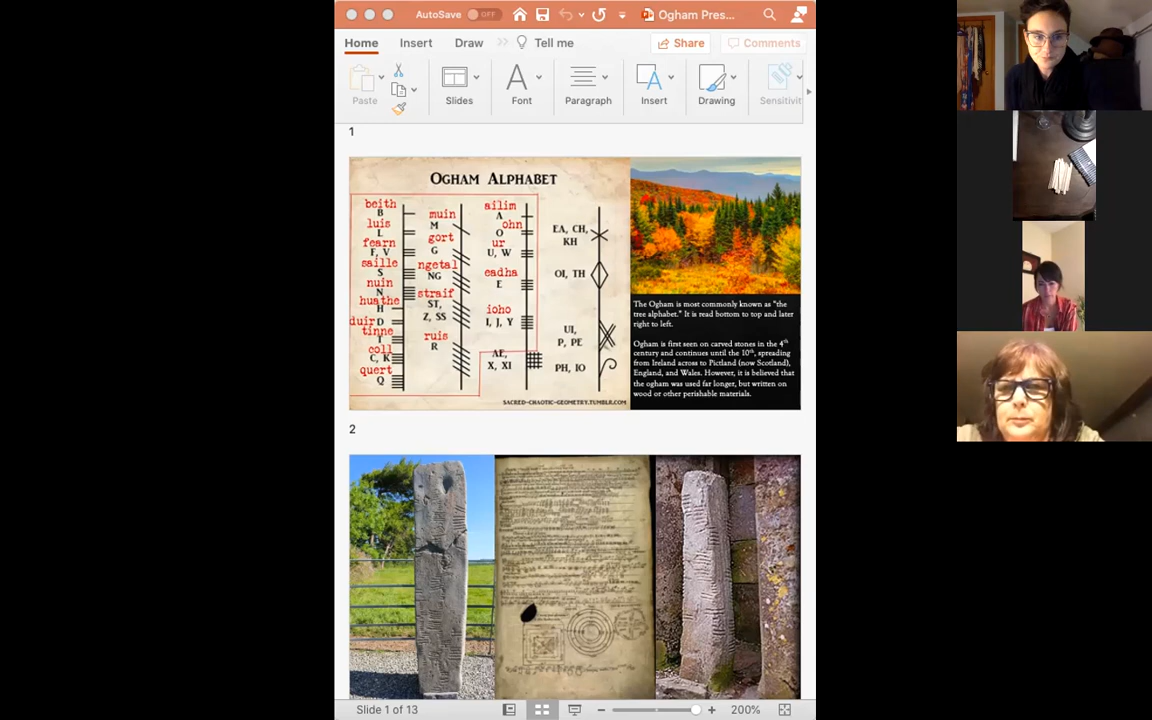 AutoSave OFF Ogham Pres...
Home Insert Draw Tell me Share Comments
Paste Slides Font Paragraph Insert Drawing Sensitivit
1
OGHAM ALPHABET
beith
B
luis
L
fearn
F, V
saille
S
nuin
N
huathe
H
duir D
tinne
T
coll
C, K
quert
Q
muin
M
gort
G
ngetal
NG
straif
ST,
Z, SS
ruis
R
ailim
A
ohn
O
ur
U, W
eadha
E
ioho
I, J, Y
AE,
X, XI
EA, CH,
KH
OI, TH
UI,
P, PE
PH, IO
SACRED-CHAOTIC-GEOMETRY.TUMBLR.COM
The Ogham is most commonly known as "the
tree alphabet." It is read bottom to top and later
right to left.
Ogham is first seen on carved stones in the 4th
century and continues until the 10th, spreading
from Ireland across to Pictland (now Scotland),
England, and Wales. However, it is believed that
the ogham was used far longer, but written on
wood or other perishable materials.
2
Slide 1 of 13 200%